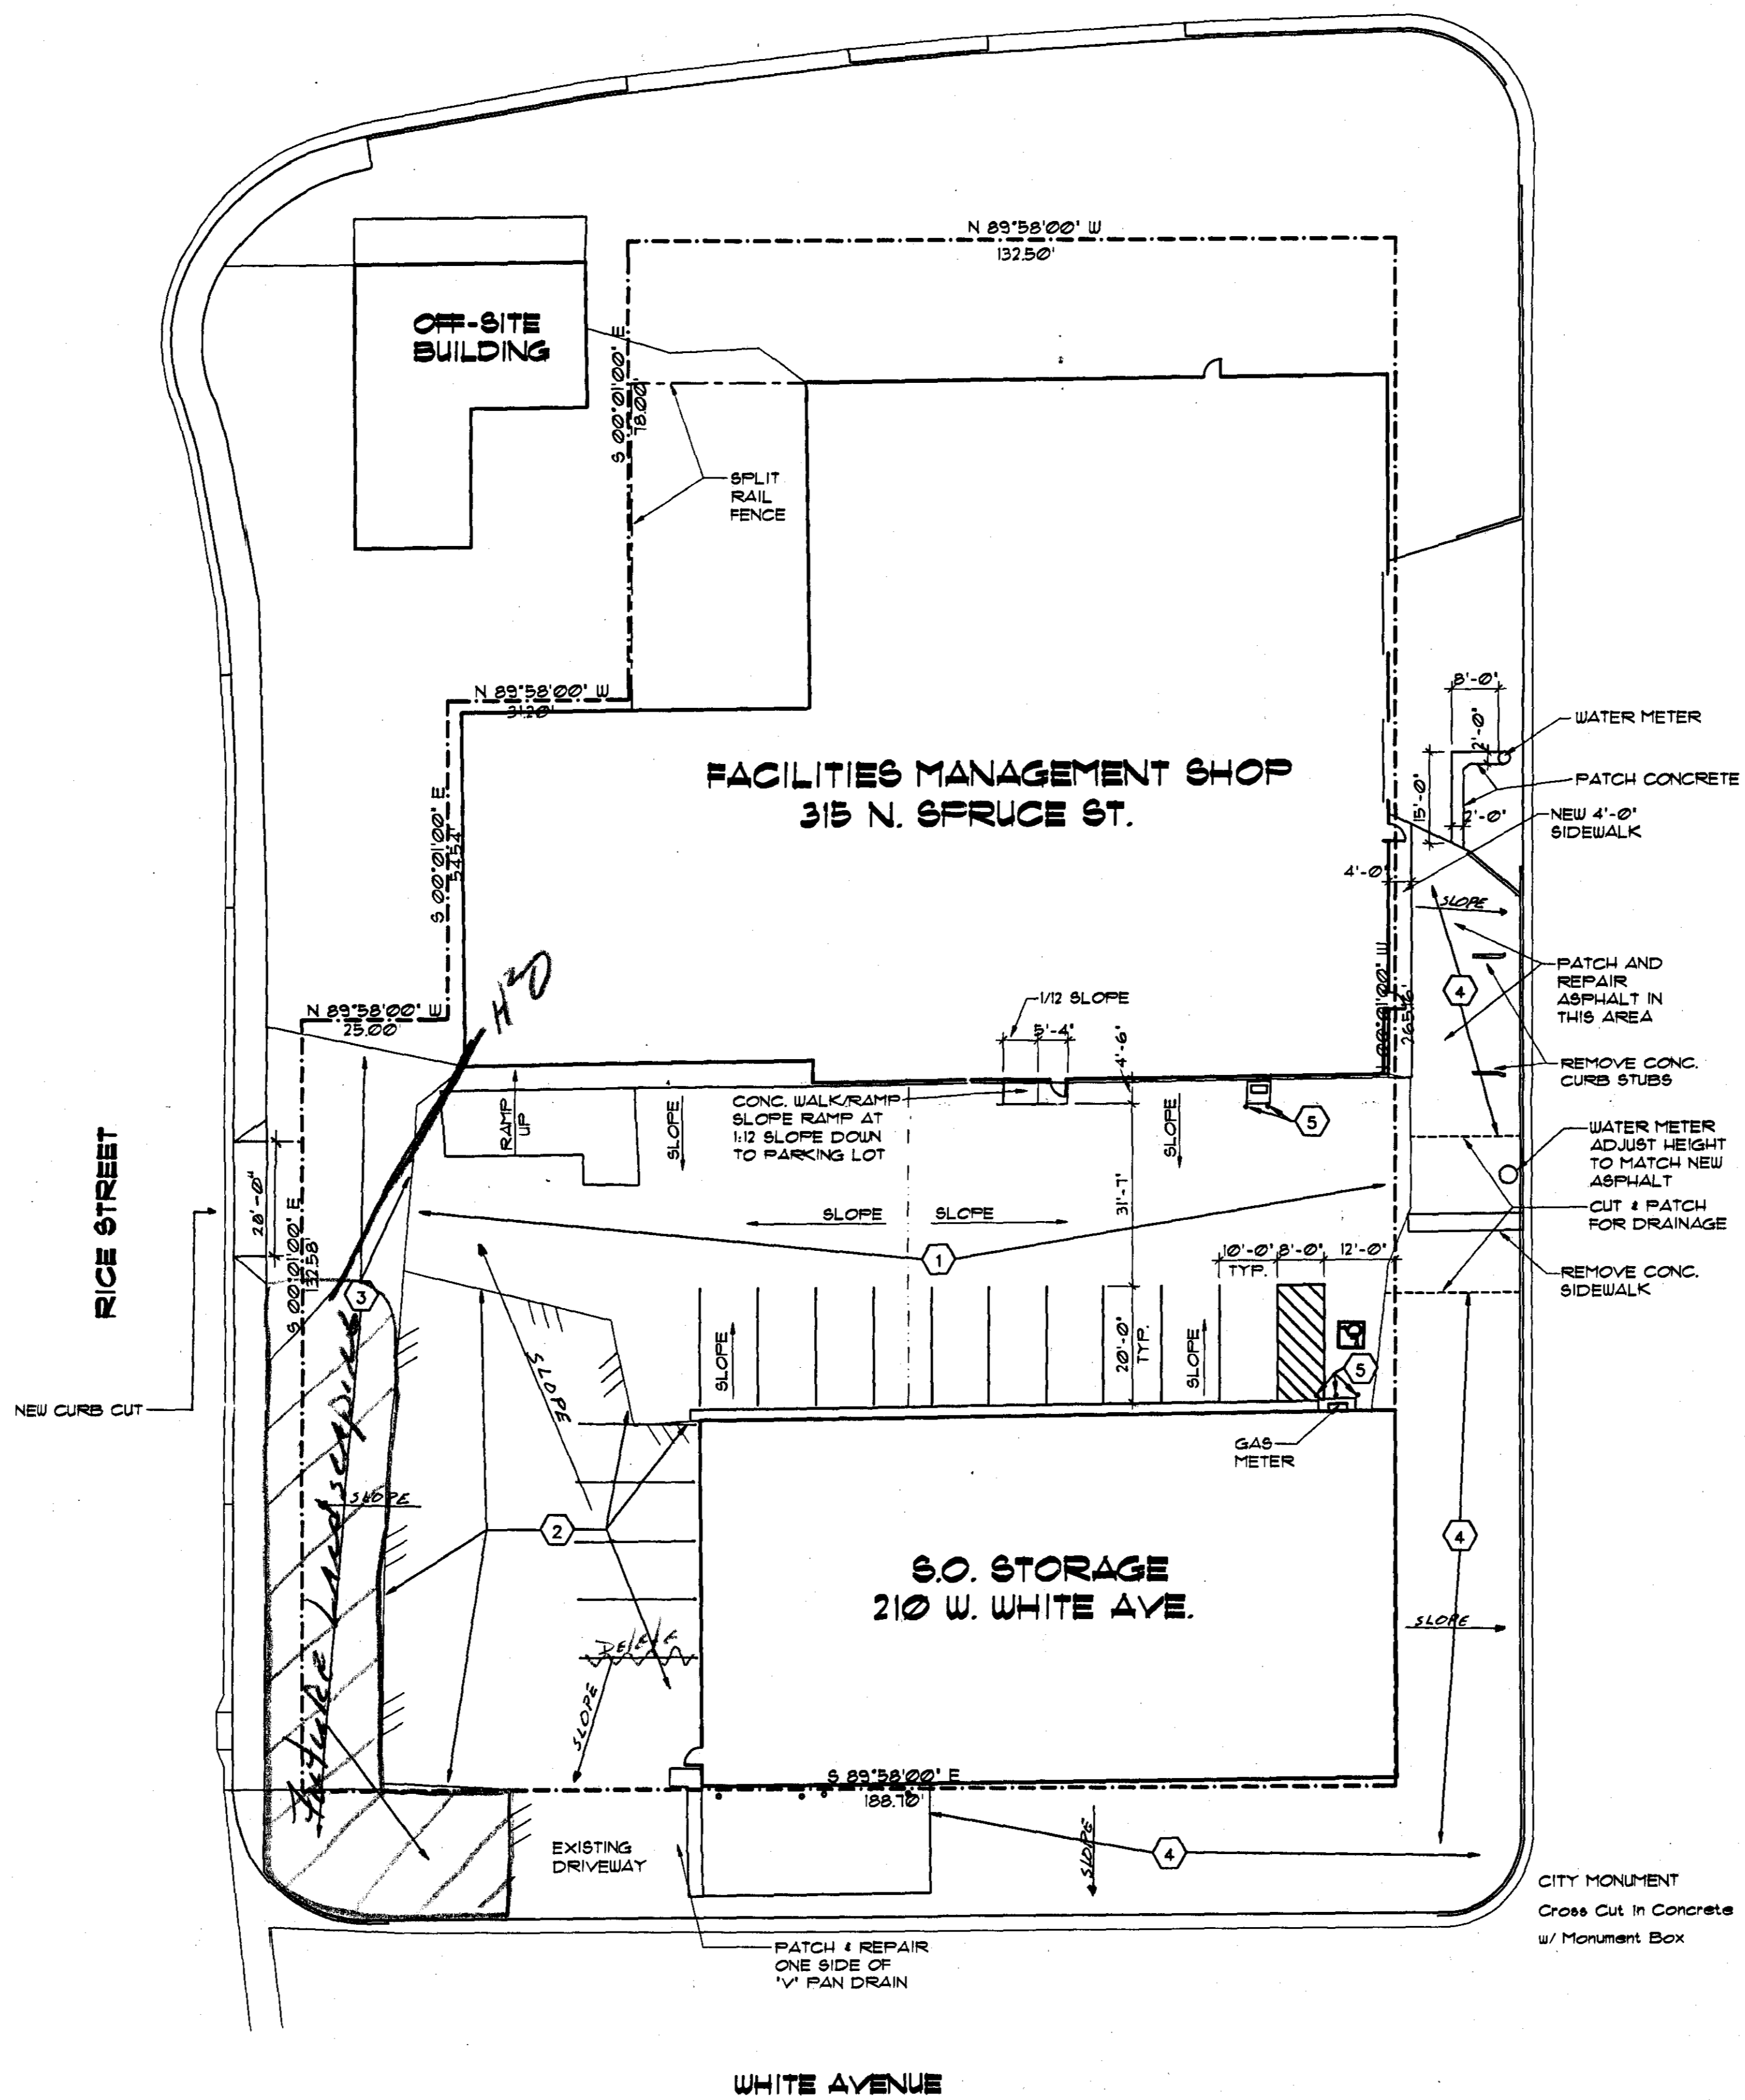 N 89°58'00" W
132.50'
OFF-SITE
BUILDING
S 00°01'00" E
78.00'
SPLIT
RAIL
FENCE
N 89°58'00" W
31.20'
8'-0"
2'-0"
WATER METER
PATCH CONCRETE
15'-0"
2'-0"
NEW 4'-0"
SIDEWALK
FACILITIES MANAGEMENT SHOP
315 N. SPRUCE ST.
S 00°01'00" E
54.54'
4'-0"
SLOPE
PATCH AND
REPAIR
ASPHALT IN
THIS AREA
4
H2O
N 89°58'00" E
25.00'
1/12 SLOPE
5'-4"
4'-6"
265.16'
REMOVE CONC.
CURB STUBS
RAMP
UP
SLOPE
CONC. WALK/RAMP
SLOPE RAMP AT
1:12 SLOPE DOWN
TO PARKING LOT
SLOPE
5
WATER METER
ADJUST HEIGHT
TO MATCH NEW
ASPHALT
RICE STREET
20'-0"
S 00°01'00" E
132.58'
SLOPE
SLOPE
31'-7"
CUT & PATCH
FOR DRAINAGE
1
10'-0"
TYP.
8'-0"
12'-0"
REMOVE CONC.
SIDEWALK
3
SLOPE
SLOPE
20'-0"
TYP.
SLOPE
5
NEW CURB CUT
GAS
METER
Future Landscaping
SLOPE
2
4
S.O. STORAGE
210 W. WHITE AVE.
SLOPE
DELETE
SLOPE
S 89°58'00" E
188.70'
EXISTING
DRIVEWAY
SLOPE
4
CITY MONUMENT
Cross Cut in Concrete
w/ Monument Box
PATCH & REPAIR
ONE SIDE OF
'V' PAN DRAIN
WHITE AVENUE